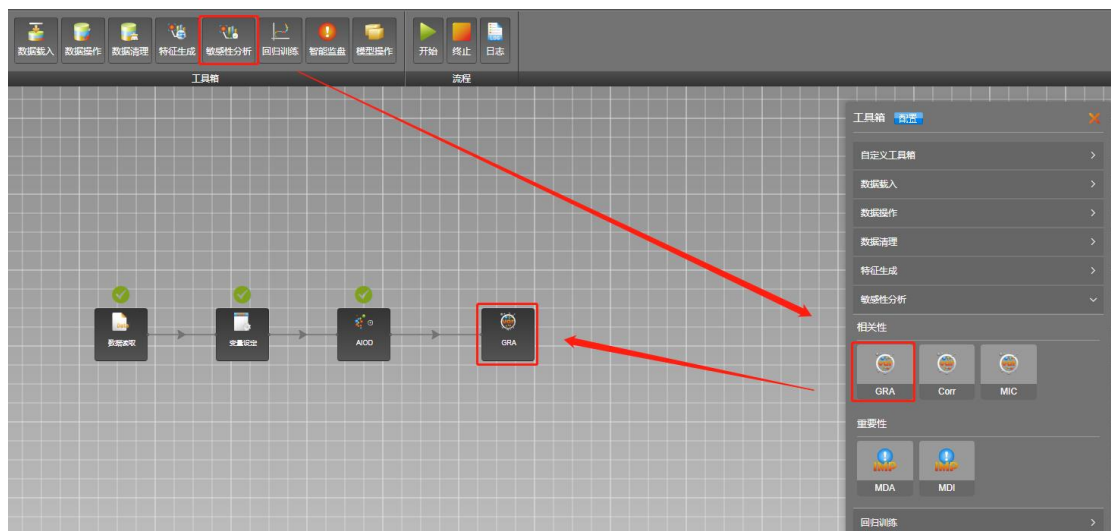 数据载入 数据操作 数据清理 特征生成 敏感性分析 回归训练 智能监盘 模型操作 开始 终止 日志
工具箱 流程
工具箱 配置
自定义工具箱
数据载入
数据操作
数据清理
特征生成
敏感性分析
相关性
GRA Corr MIC
重要性
MDA MDI
回归训练
数据读取 变量设定 AIOD GRA